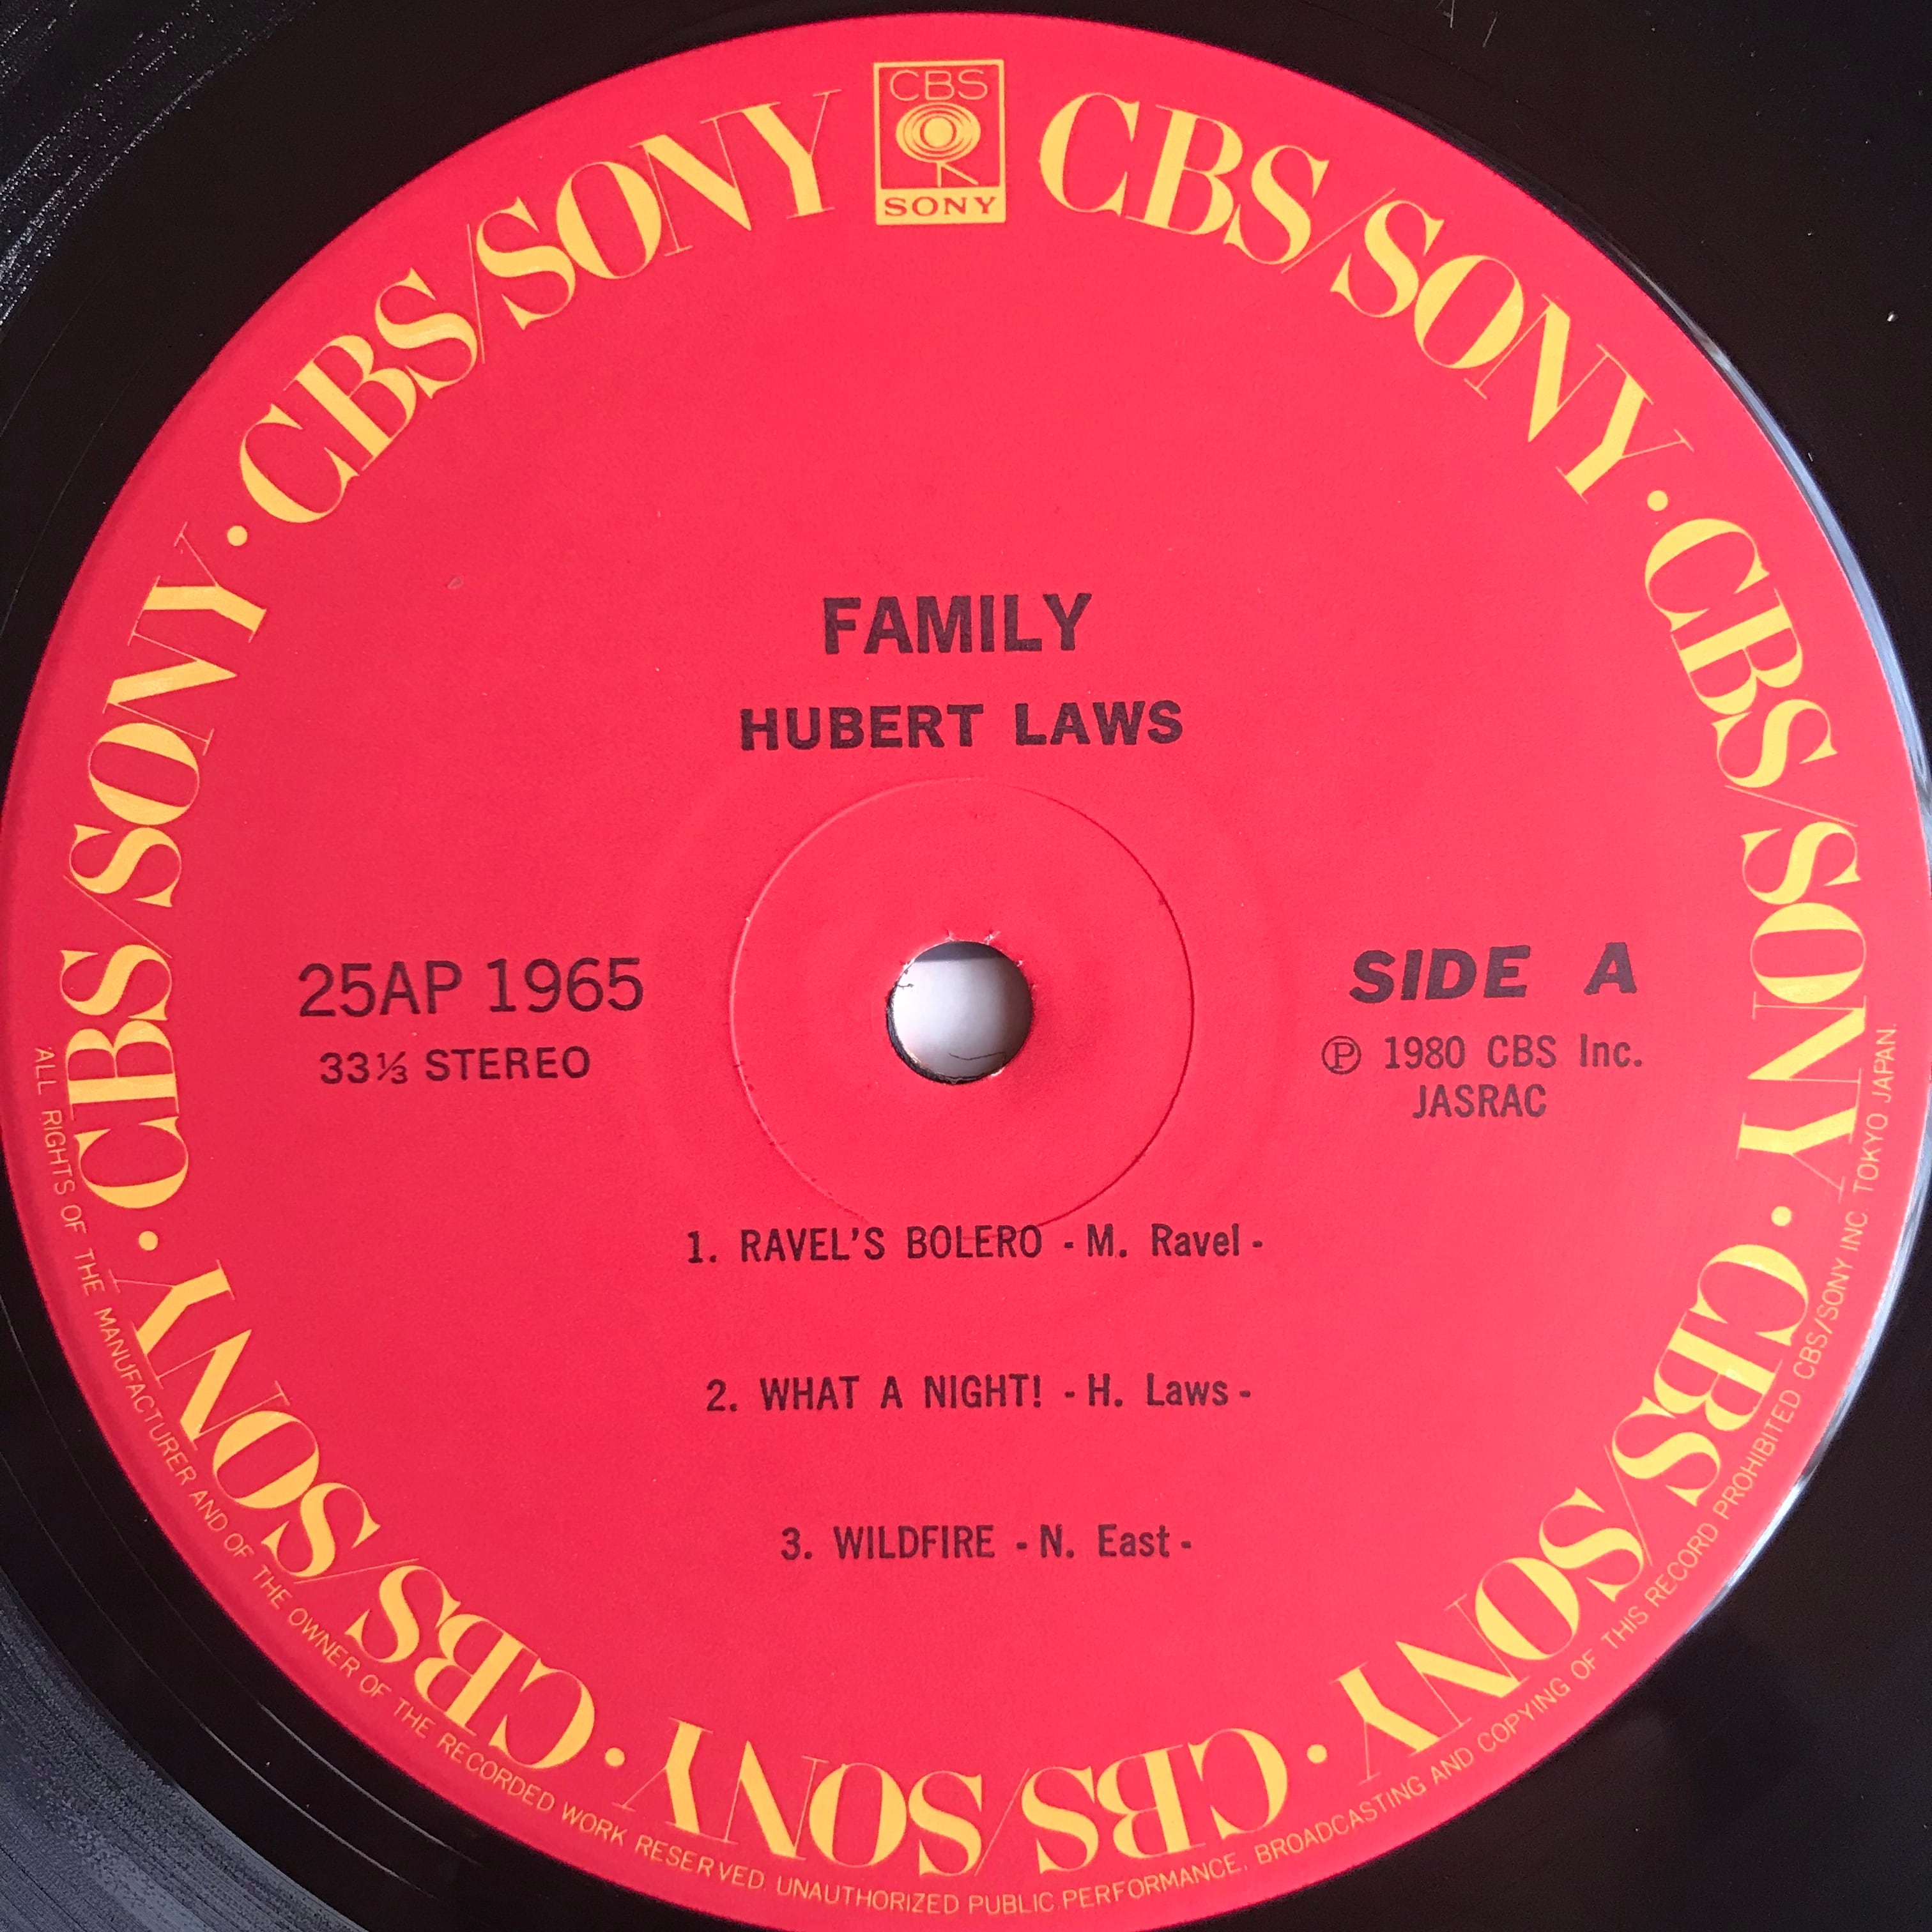 CBS
SONY
CBS/SONY · CBS/SONY · CBS/SONY · CBS/SONY · CBS/SONY · CBS/SONY · CBS/SONY
FAMILY
HUBERT LAWS
25AP 1965
33⅓ STEREO
SIDE A
Ⓟ 1980 CBS Inc.
JASRAC
1. RAVEL'S BOLERO - M. Ravel -
2. WHAT A NIGHT! - H. Laws -
3. WILDFIRE - N. East -
ALL RIGHTS OF THE MANUFACTURER AND OF THE OWNER OF THE RECORDED WORK RESERVED. UNAUTHORIZED PUBLIC PERFORMANCE, BROADCASTING AND COPYING OF THIS RECORD PROHIBITED CBS/SONY INC. TOKYO JAPAN.